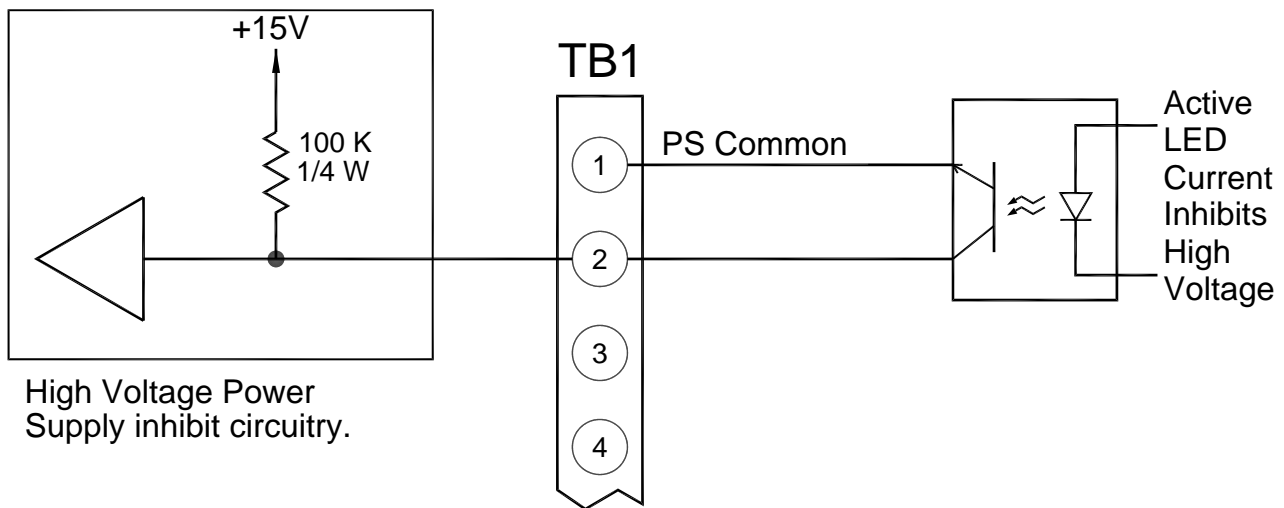 +15V
100 K
1/4 W
High Voltage Power
Supply inhibit circuitry.
TB1
1
2
3
4
PS Common
Active
LED
Current
Inhibits
High
Voltage